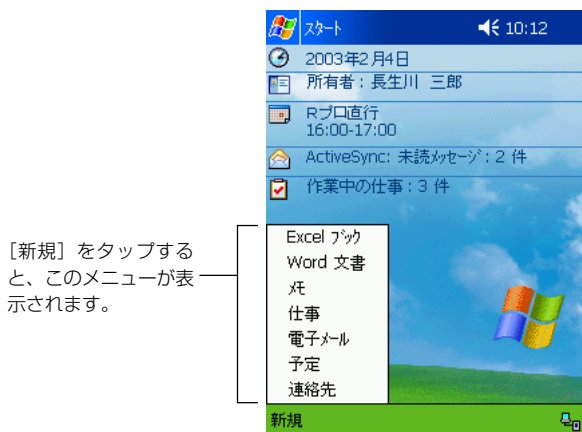 スタート 10:12
2003年2月4日
所有者：長生川 三郎
Rプロ直行
16:00-17:00
ActiveSync: 未読ﾒｯｾｰｼﾞ：2 件
作業中の仕事：3 件
［新規］をタップする
と、このメニューが表
示されます。
Excel ﾌﾞｯｸ
Word 文書
ﾒﾓ
仕事
電子ﾒｰﾙ
予定
連絡先
新規